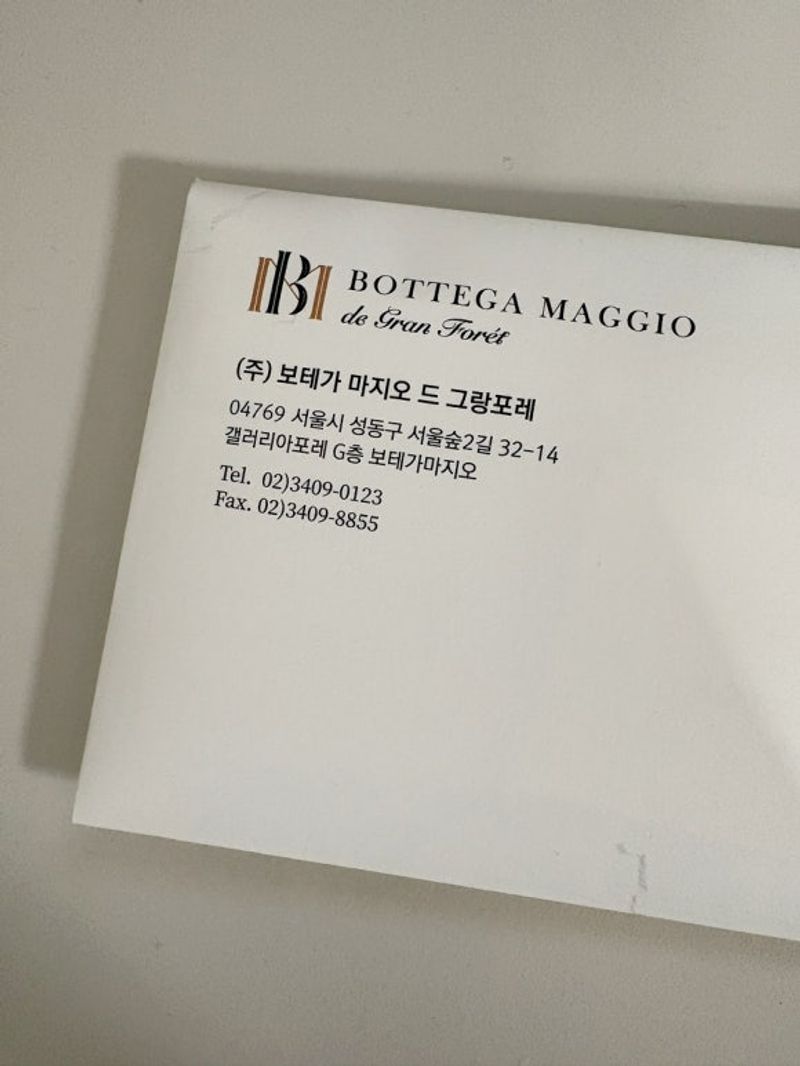 BM BOTTEGA MAGGIO
de Gran Forét
(주) 보테가 마지오 드 그랑포레
04769 서울시 성동구 서울숲2길 32-14
갤러리아포레 G층 보테가마지오
Tel. 02)3409-0123
Fax. 02)3409-8855